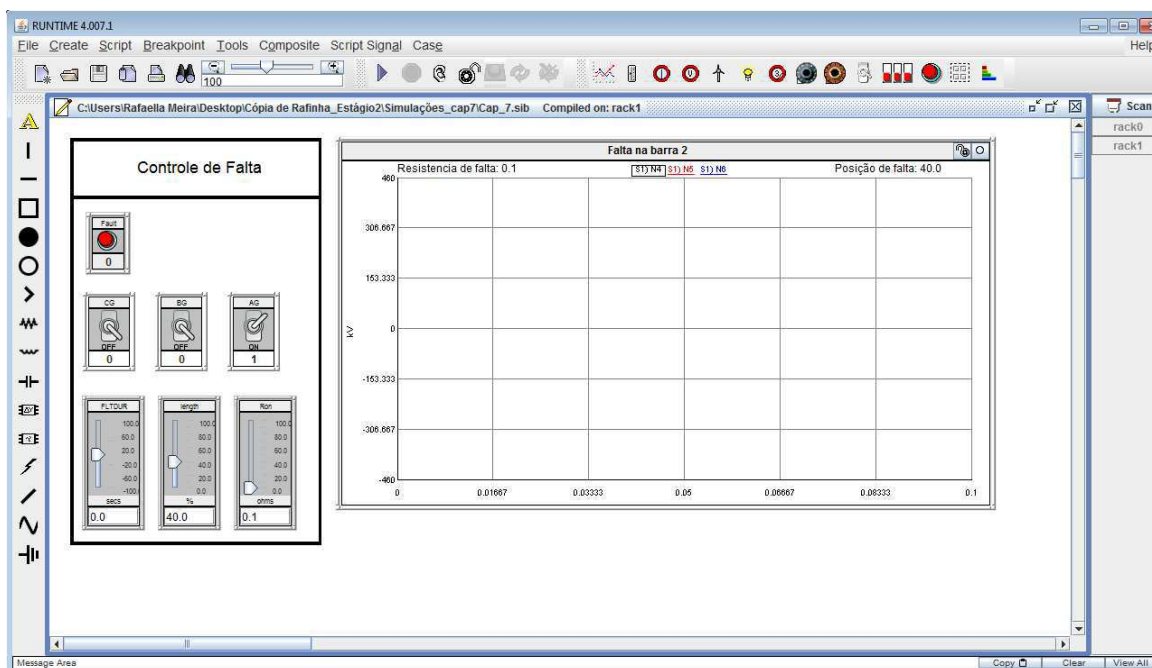 RUNTIME 4.007.1
File Create Script Breakpoint Tools Composite Script Signal Case
Help
100
C:\Users\Rafaella Meira\Desktop\Cópia de Rafinha_Estágio2\Simulações_cap7\Cap_7.sib Compiled on: rack1
Scan
rack0
rack1
A
Controle de Falta
Fault
0
CG BG AG
OFF OFF ON
0 0 1
FLTDUR length Ron
100.0 100.0 100.0
60.0 80.0 80.0
20.0 60.0 60.0
-20.0 40.0 40.0
-60.0 20.0 20.0
-100.0 0.0 0.0
secs % ohms
0.0 40.0 0.1
Falta na barra 2
Resistencia de falta: 0.1 S1) N4 S1) N5 S1) N6 Posição de falta: 40.0
460
306.667
153.333
kV
0
-153.333
-306.667
-460
0 0.01667 0.03333 0.05 0.06667 0.08333 0.1
Message Area Copy Clear View All